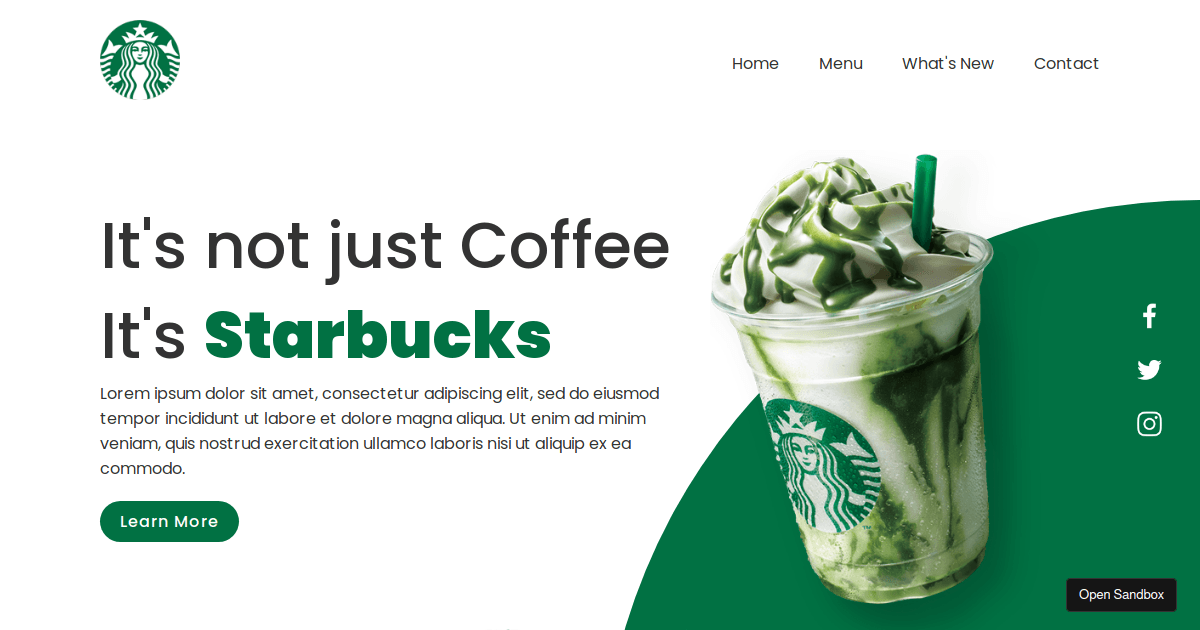 Home Menu What's New Contact
It's not just Coffee
It's Starbucks
Lorem ipsum dolor sit amet, consectetur adipiscing elit, sed do eiusmod
tempor incididunt ut labore et dolore magna aliqua. Ut enim ad minim
veniam, quis nostrud exercitation ullamco laboris nisi ut aliquip ex ea
commodo.
Learn More
Open Sandbox